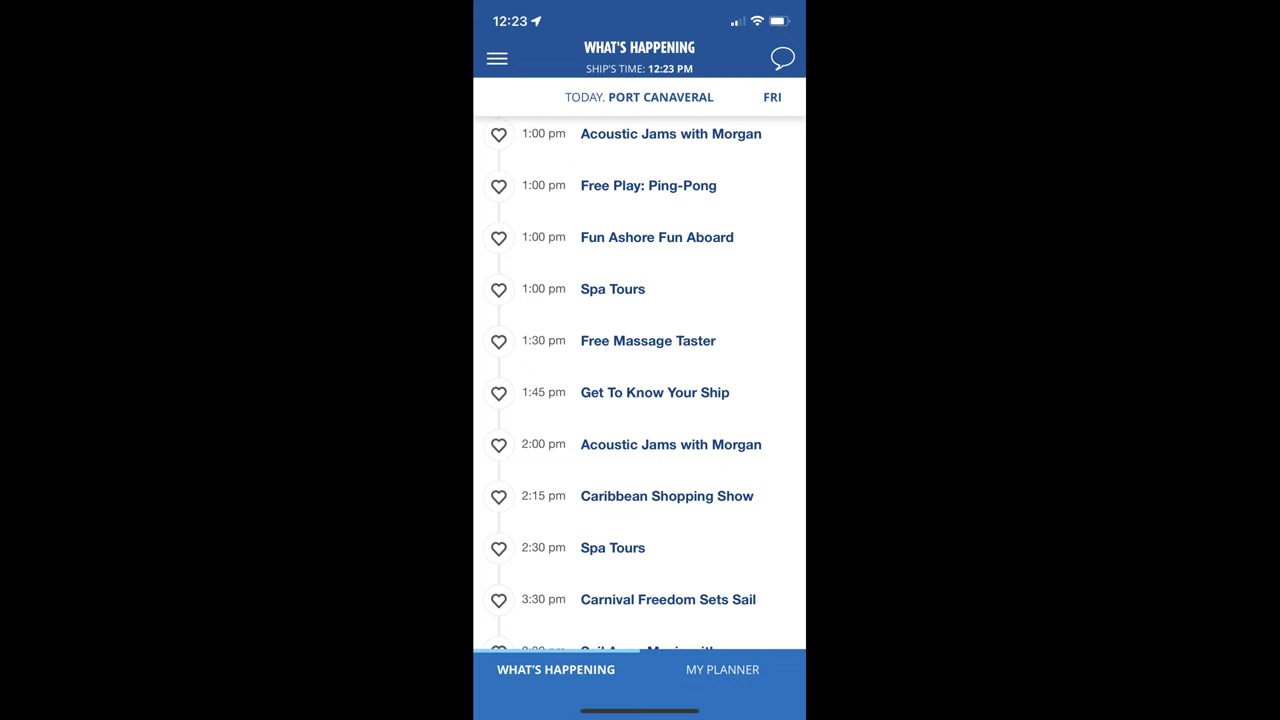 12:23
WHAT'S HAPPENING
SHIP'S TIME: 12:23 PM
TODAY. PORT CANAVERAL FRI
1:00 pm Acoustic Jams with Morgan
1:00 pm Free Play: Ping-Pong
1:00 pm Fun Ashore Fun Aboard
1:00 pm Spa Tours
1:30 pm Free Massage Taster
1:45 pm Get To Know Your Ship
2:00 pm Acoustic Jams with Morgan
2:15 pm Caribbean Shopping Show
2:30 pm Spa Tours
3:30 pm Carnival Freedom Sets Sail
WHAT'S HAPPENING MY PLANNER